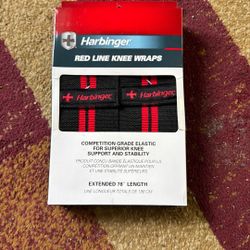 Harbinger
RED LINE KNEE WRAPS
Harbinger
Harbinger
COMPETITION GRADE ELASTIC
FOR SUPERIOR KNEE
SUPPORT AND STABILITY
EXTENDED 78" LENGTH